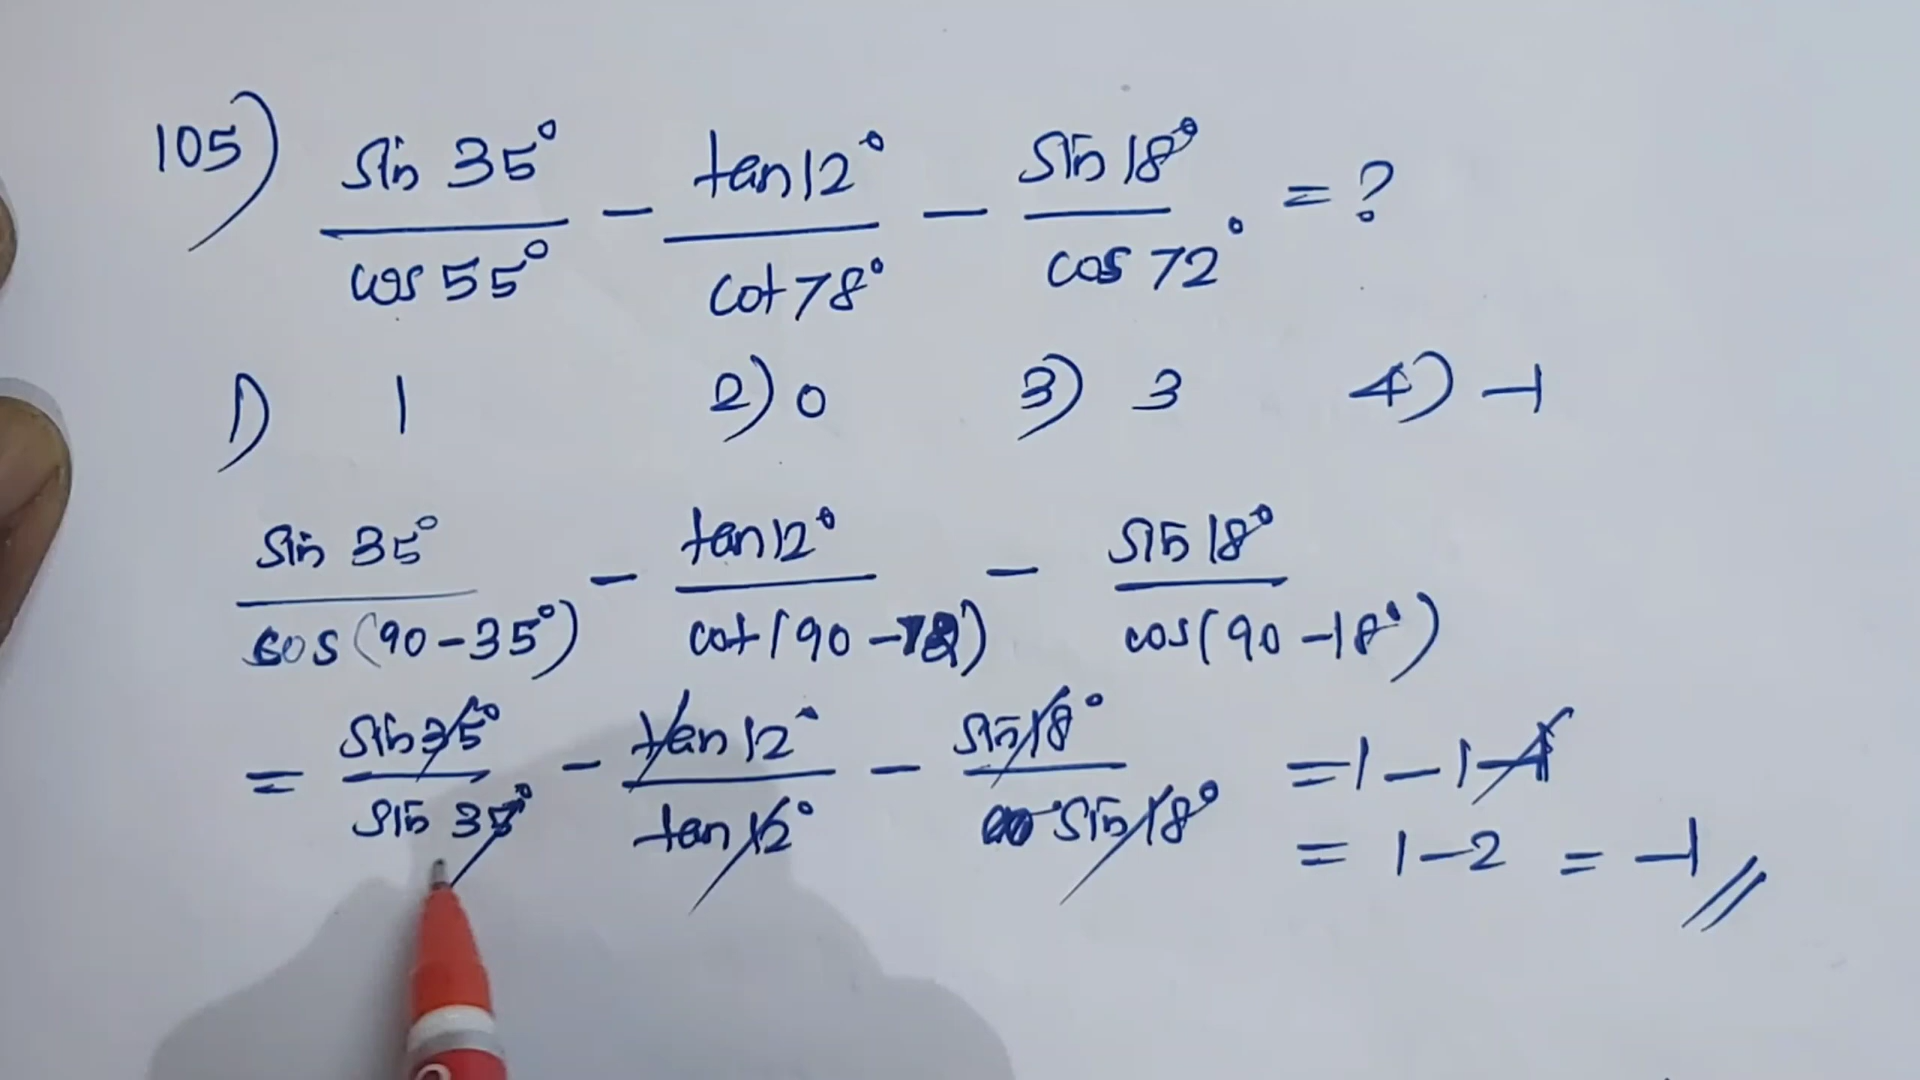 105) sin 35° / cos 55° - tan 12° / cot 78° - sin 18° / cos 72° = ?
1) 1 2) 0 3) 3 4) -1
sin 35° / cos(90-35°) - tan 12° / cot(90-12) - sin 18° / cos(90-18°)
= sin 35° / sin 35° - tan 12° / tan 12° - sin 18° / sin 18° = 1-1-1
= 1-2 = -1